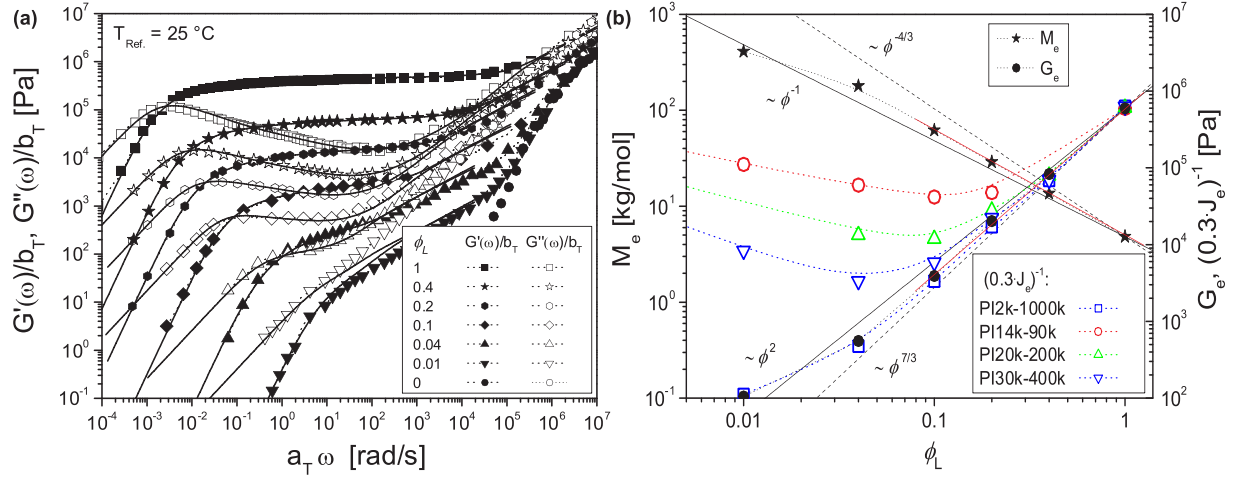 (a)
T_Ref. = 25 °C
G'(ω)/b_T, G''(ω)/b_T [Pa]
10^7
10^6
10^5
10^4
10^3
10^2
10^1
10^0
10^-1
10^-4 10^-3 10^-2 10^-1 10^0 10^1 10^2 10^3 10^4 10^5 10^6 10^7
a_T ω [rad/s]
ϕ_L G'(ω)/b_T G''(ω)/b_T
1
0.4
0.2
0.1
0.04
0.01
0
(b)
M_e [kg/mol]
10^3
10^2
10^1
10^0
10^-1
~ ϕ^-4/3
~ ϕ^-1
~ ϕ^2
~ ϕ^7/3
M_e
G_e
(0.3·J_e)^-1:
PI2k-1000k
PI14k-90k
PI20k-200k
PI30k-400k
0.01 0.1 1
ϕ_L
10^7
10^6
10^5
10^4
10^3
10^2
G_e, (0.3·J_e)^-1 [Pa]